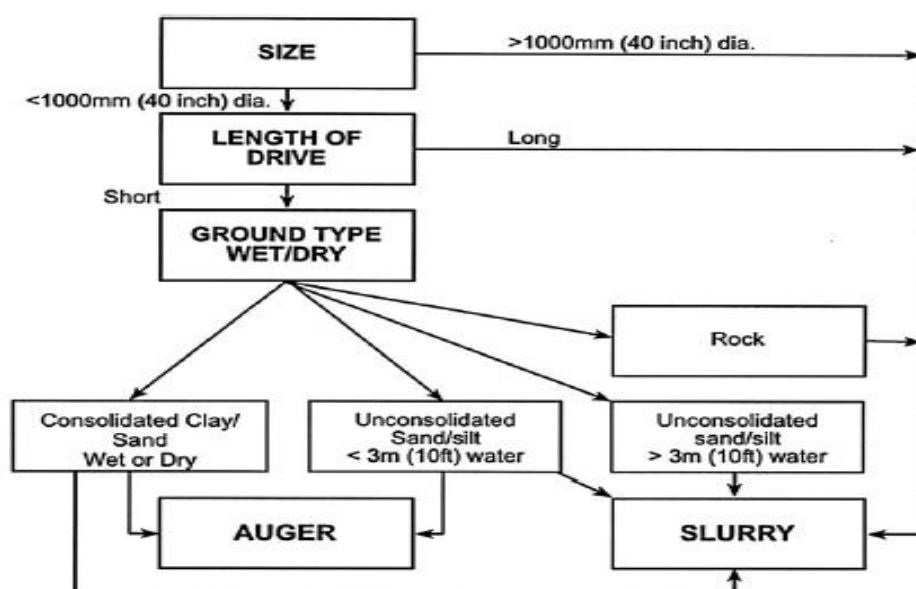 SIZE
>1000mm (40 inch) dia.
<1000mm (40 inch) dia.
LENGTH OF
DRIVE
Long
Short
GROUND TYPE
WET/DRY
Rock
Consolidated Clay/
Sand
Wet or Dry
Unconsolidated
Sand/silt
< 3m (10ft) water
Unconsolidated
sand/silt
> 3m (10ft) water
AUGER
SLURRY